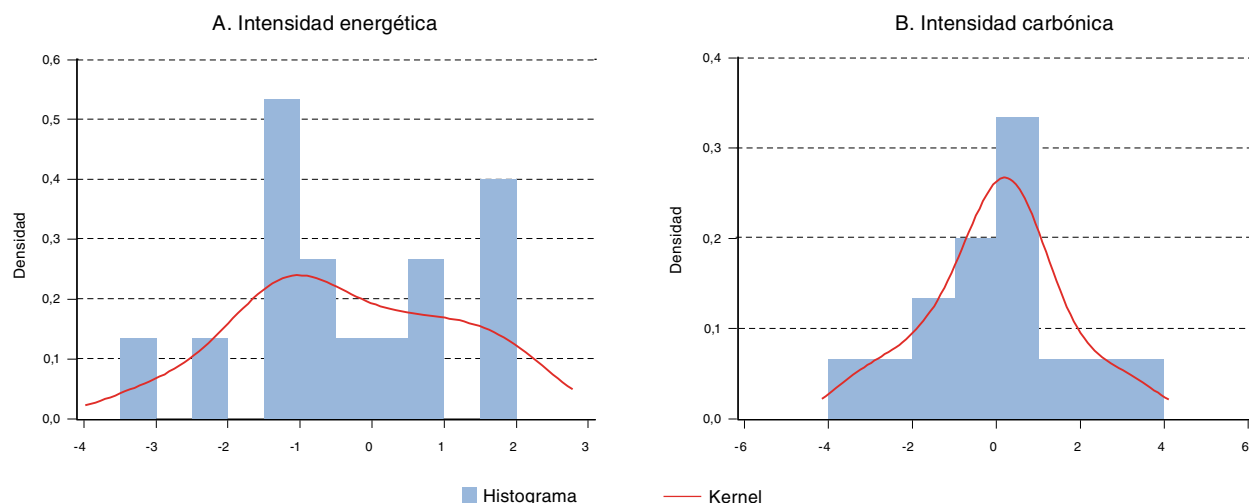 A. Intensidad energética
Densidad
0,6
0,5
0,4
0,3
0,2
0,1
0,0
-4 -3 -2 -1 0 1 2 3
B. Intensidad carbónica
Densidad
0,4
0,3
0,2
0,1
0,0
-6 -4 -2 0 2 4 6
Histograma Kernel